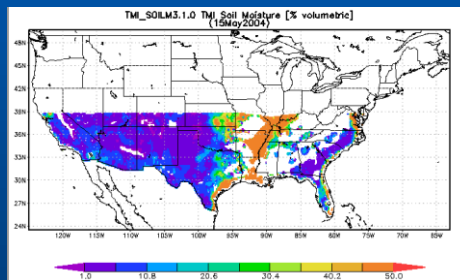 TMI_SOILM3.1.0 TMI_Soil Moisture [% volumetric]
(15May2004)
48N
45N
42N
39N
36N
33N
30N
27N
24N
120W 115W 110W 105W 100W 95W 90W 85W 80W 75W 70W 65W
1.0 10.8 20.6 30.4 40.2 50.0